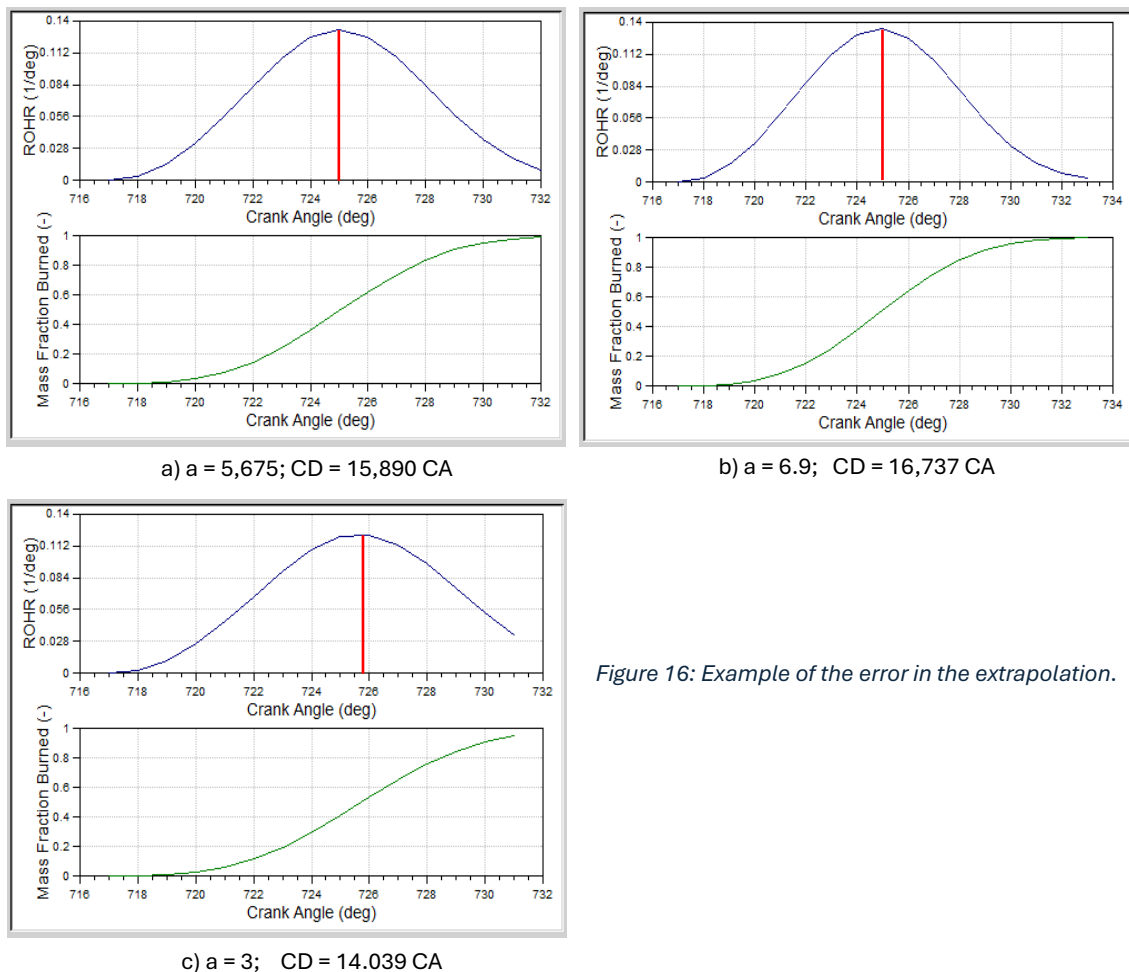 ROHR (1/deg)
0.14
0.112
0.084
0.056
0.028
0
716 718 720 722 724 726 728 730 732
Crank Angle (deg)
Mass Fraction Burned (-)
1
0.8
0.6
0.4
0.2
0
716 718 720 722 724 726 728 730 732
Crank Angle (deg)
a) a = 5,675; CD = 15,890 CA
ROHR (1/deg)
0.14
0.112
0.084
0.056
0.028
0
716 718 720 722 724 726 728 730 732 734
Crank Angle (deg)
Mass Fraction Burned (-)
1
0.8
0.6
0.4
0.2
0
716 718 720 722 724 726 728 730 732 734
Crank Angle (deg)
b) a = 6.9; CD = 16,737 CA
ROHR (1/deg)
0.14
0.112
0.084
0.056
0.028
0
716 718 720 722 724 726 728 730 732
Crank Angle (deg)
Mass Fraction Burned (-)
1
0.8
0.6
0.4
0.2
0
716 718 720 722 724 726 728 730 732
Crank Angle (deg)
c) a = 3; CD = 14.039 CA
Figure 16: Example of the error in the extrapolation.